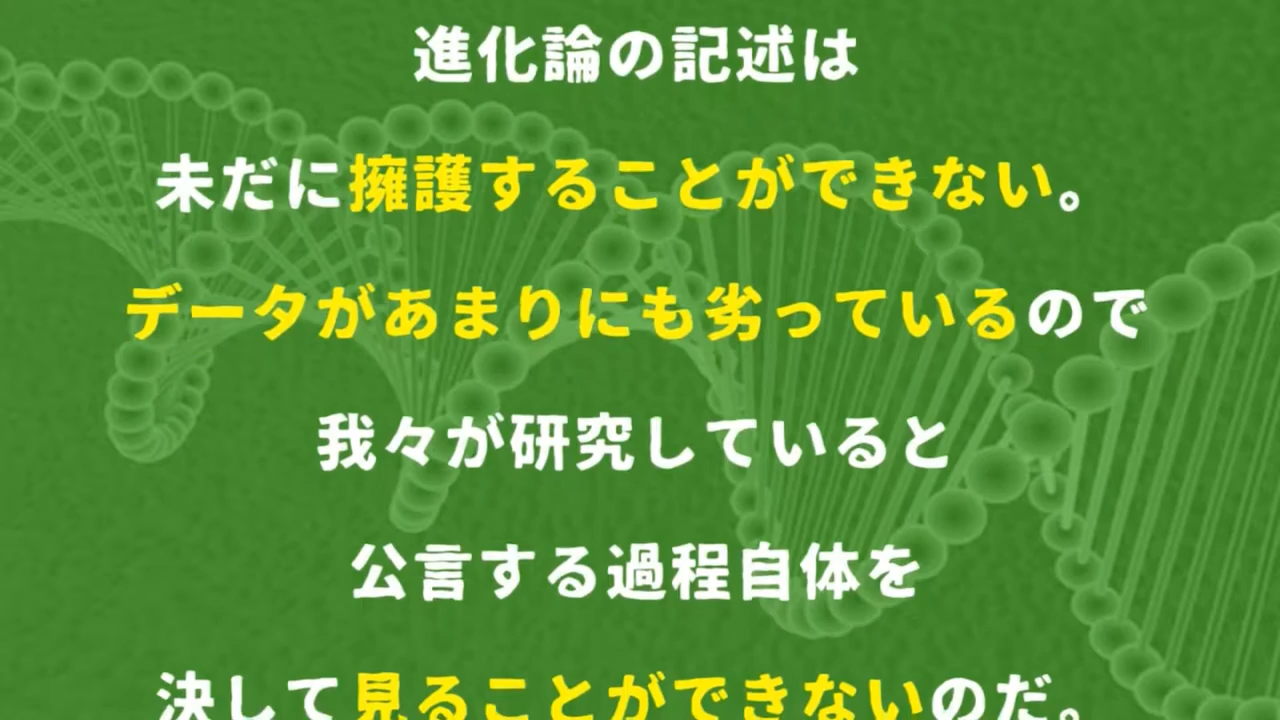 進化論の記述は
未だに擁護することができない。
データがあまりにも劣っているので
我々が研究していると
公言する過程自体を
決して見ることができないのだ。